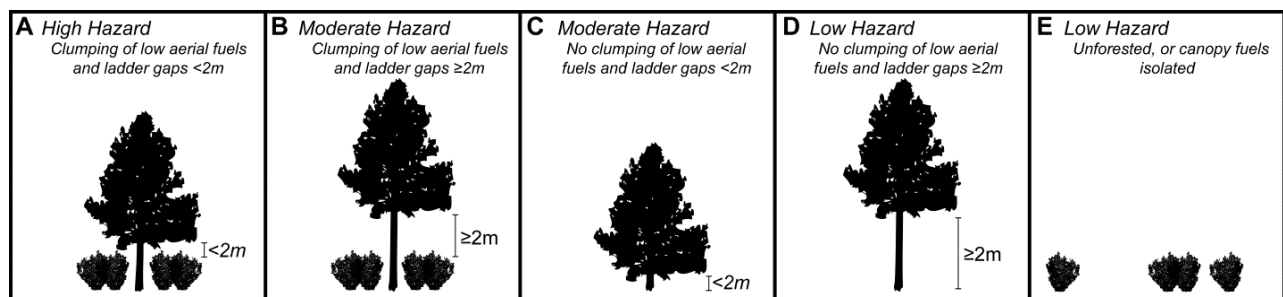 A High Hazard
Clumping of low aerial fuels
and ladder gaps <2m
<2m
B Moderate Hazard
Clumping of low aerial fuels
and ladder gaps ≥2m
≥2m
C Moderate Hazard
No clumping of low aerial
fuels and ladder gaps <2m
<2m
D Low Hazard
No clumping of low aerial
fuels and ladder gaps ≥2m
≥2m
E Low Hazard
Unforested, or canopy fuels
isolated